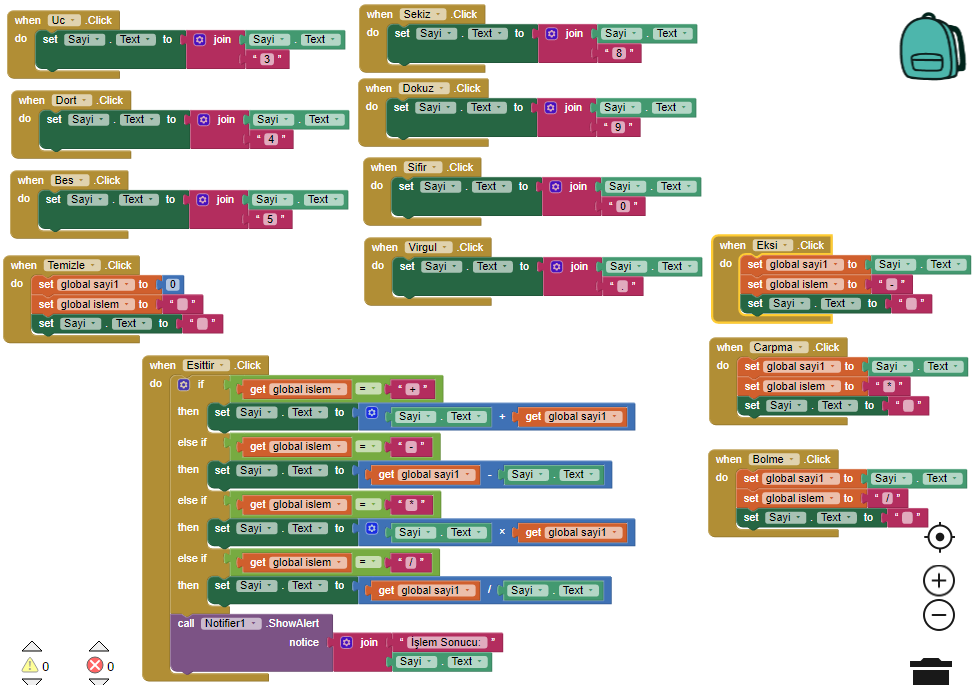 when Uc .Click
do set Sayi . Text to join Sayi . Text
" 3 "
when Dort .Click
do set Sayi . Text to join Sayi . Text
" 4 "
when Bes .Click
do set Sayi . Text to join Sayi . Text
" 5 "
when Temizle .Click
do set global sayi1 to 0
set global islem to " "
set Sayi . Text to " "
when Sekiz .Click
do set Sayi . Text to join Sayi . Text
" 8 "
when Dokuz .Click
do set Sayi . Text to join Sayi . Text
" 9 "
when Sifir .Click
do set Sayi . Text to join Sayi . Text
" 0 "
when Virgul .Click
do set Sayi . Text to join Sayi . Text
" . "
when Eksi .Click
do set global sayi1 to Sayi . Text
set global islem to " - "
set Sayi . Text to " "
when Carpma .Click
do set global sayi1 to Sayi . Text
set global islem to " * "
set Sayi . Text to " "
when Bolme .Click
do set global sayi1 to Sayi . Text
set global islem to " / "
set Sayi . Text to " "
when Esittir .Click
do if get global islem = " + "
then set Sayi . Text to Sayi . Text + get global sayi1
else if get global islem = " - "
then set Sayi . Text to get global sayi1 - Sayi . Text
else if get global islem = " * "
then set Sayi . Text to Sayi . Text × get global sayi1
else if get global islem = " / "
then set Sayi . Text to get global sayi1 / Sayi . Text
call Notifier1 .ShowAlert
notice join " İşlem Sonucu: "
Sayi . Text
0 0